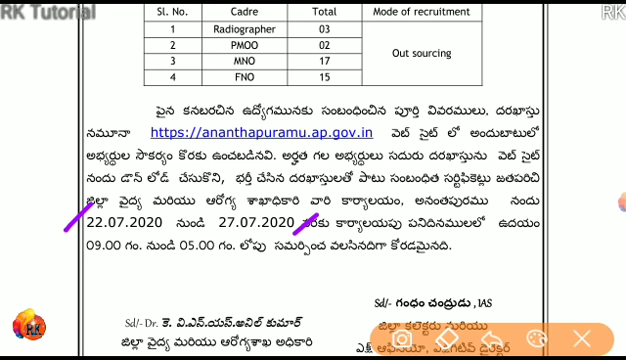 RK Tutorial
Sl. No. Cadre Total Mode of recruitment
1 Radiographer 03 Out sourcing
2 PMOO 02
3 MNO 17
4 FNO 15
పైన కనబరచిన ఉద్యోగమునకు సంబంధించిన పూర్తి వివరములు, దరఖాస్తు
నమూనా https://ananthapuramu.ap.gov.in వెబ్ సైట్ లో అందుబాటులో
అభ్యర్ధుల సౌకర్యం కొరకు ఉంచబడినవి. అర్హత గల అభ్యర్ధులు సదురు దరఖాస్తును వెబ్ సైట్
నందు డౌన్ లోడ్ చేసుకొని, భర్తీ చేసిన దరఖాస్తులతో పాటు సంబంధిత సర్టిఫికెట్లు జతపరిచి
జిల్లా వైద్య మరియు ఆరోగ్య శాఖాధికారి వారి కార్యాలయం, అనంతపురము నందు
22.07.2020 నుండి 27.07.2020 వరకు కార్యాలయపు పనిదినములలో ఉదయం
09.00 గం. నుండి 05.00 గం. లోపు సమర్పించ వలసినదిగా కోరడమైనది.
Sd/- గంధం చంద్రుడు, IAS
Sd/- Dr. కె. వి.ఎన్.యస్.అనిల్ కుమార్ జిల్లా కలెక్టరు మరియు
జిల్లా వైద్య మరియు ఆరోగ్యశాఖ అధికారి ఎక్స్
RK